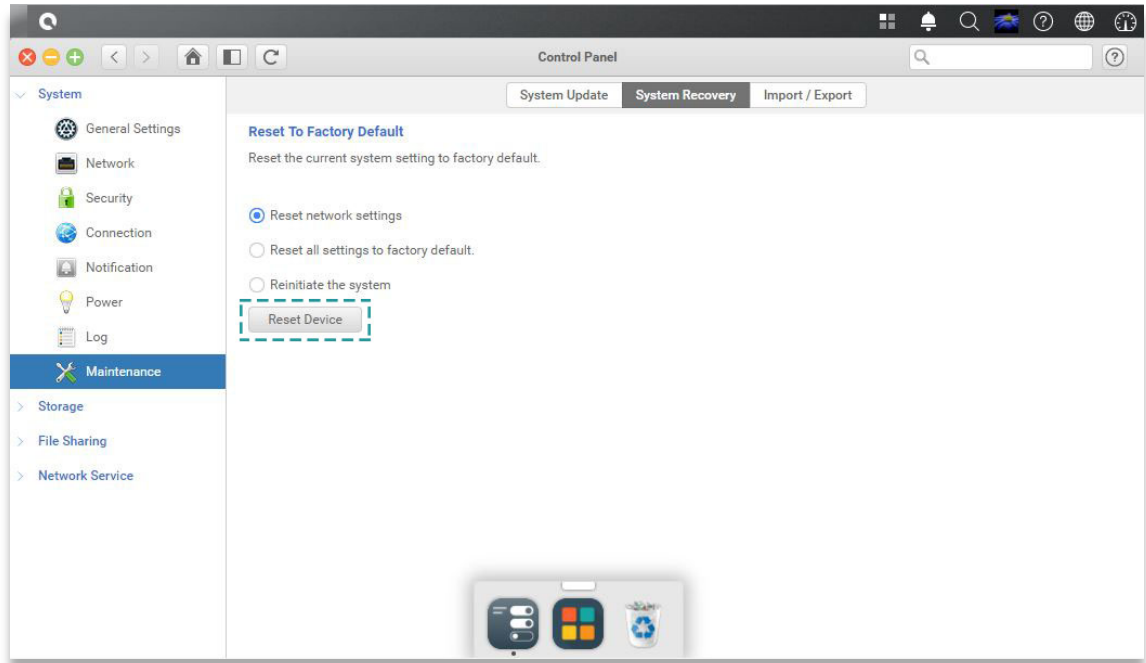 Control Panel
System
General Settings
Network
Security
Connection
Notification
Power
Log
Maintenance
Storage
File Sharing
Network Service
System Update System Recovery Import / Export
Reset To Factory Default
Reset the current system setting to factory default.
Reset network settings
Reset all settings to factory default.
Reinitiate the system
Reset Device